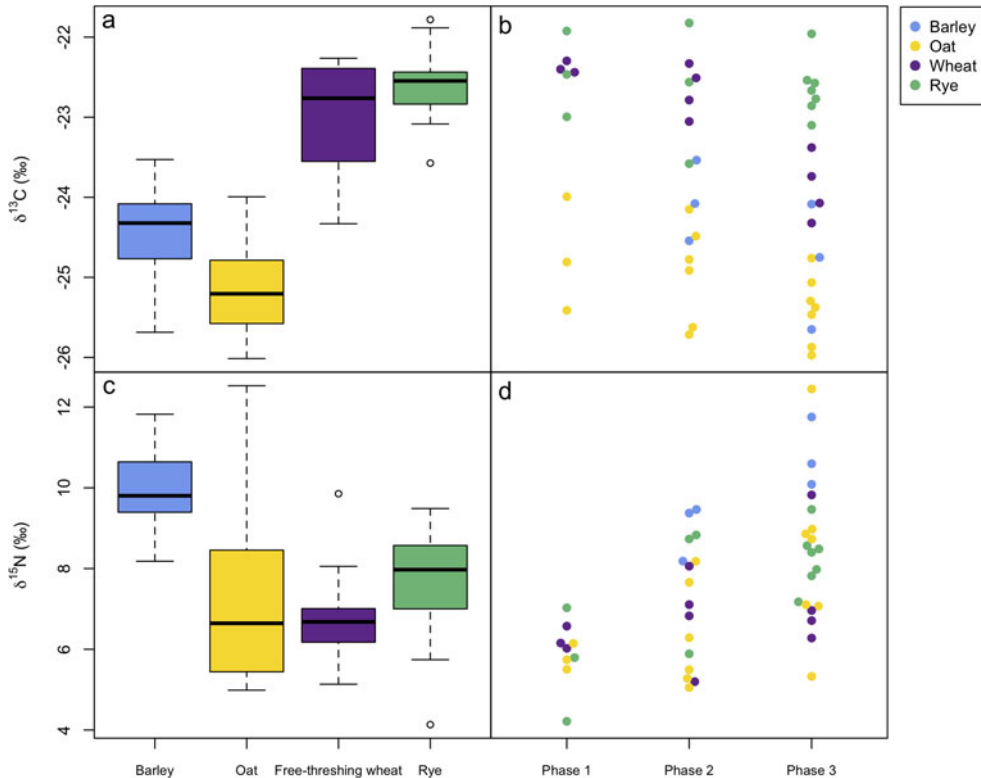 a
b
Barley
Oat
Wheat
Rye
δ¹³C (‰)
-22
-23
-24
-25
-26
c
d
δ¹⁵N (‰)
12
10
8
6
4
Barley Oat Free-threshing wheat Rye Phase 1 Phase 2 Phase 3